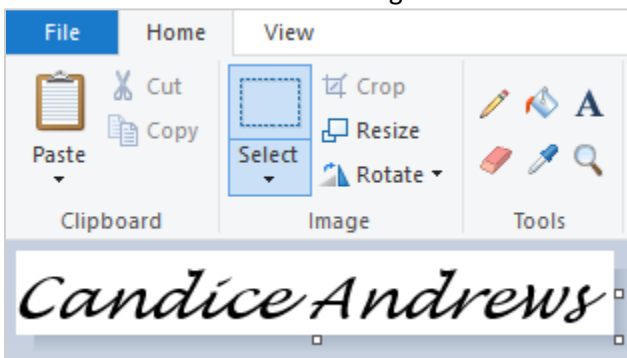 File Home View
Cut Crop
Copy Resize
Paste Select Rotate A
Clipboard Image Tools
Candice Andrews